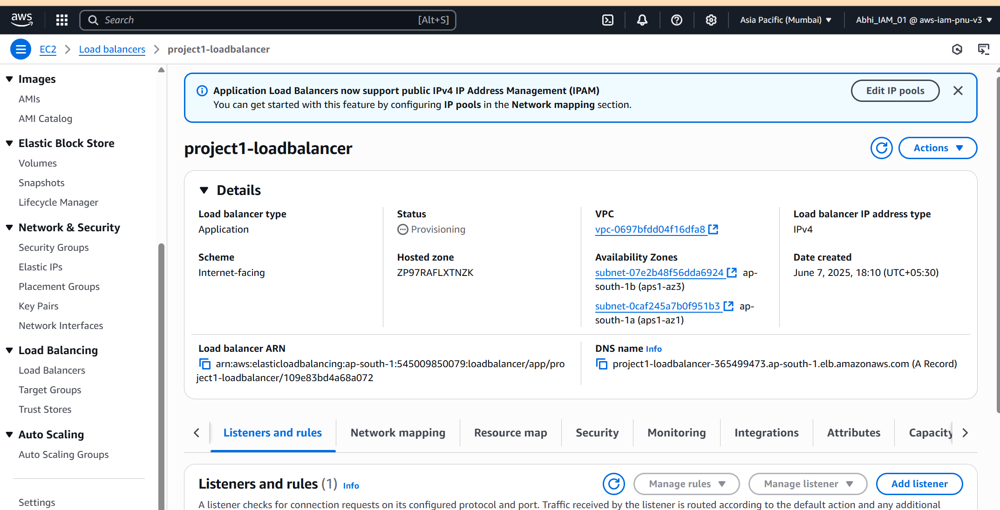 aws
Search
[Alt+S]
Asia Pacific (Mumbai)
Abhi_IAM_01 @ aws-iam-pnu-v3
EC2
Load balancers
project1-loadbalancer
Images
AMIs
AMI Catalog
Elastic Block Store
Volumes
Snapshots
Lifecycle Manager
Network & Security
Security Groups
Elastic IPs
Placement Groups
Key Pairs
Network Interfaces
Load Balancing
Load Balancers
Target Groups
Trust Stores
Auto Scaling
Auto Scaling Groups
Settings
Application Load Balancers now support public IPv4 IP Address Management (IPAM)
You can get started with this feature by configuring IP pools in the Network mapping section.
Edit IP pools
project1-loadbalancer
Actions
Details
Load balancer type
Application
Scheme
Internet-facing
Status
Provisioning
Hosted zone
ZP97RAFLXTNZK
VPC
vpc-0697bfdd04f16dfa8
Availability Zones
subnet-07e2b48f56dda6924 ap-
south-1b (aps1-az3)
subnet-0caf245a7b0f951b3 ap-
south-1a (aps1-az1)
Load balancer IP address type
IPv4
Date created
June 7, 2025, 18:10 (UTC+05:30)
Load balancer ARN
arn:aws:elasticloadbalancing:ap-south-1:545009850079:loadbalancer/app/pro
ject1-loadbalancer/109e83bd4a68a072
DNS name Info
project1-loadbalancer-365499473.ap-south-1.elb.amazonaws.com (A Record)
Listeners and rules
Network mapping
Resource map
Security
Monitoring
Integrations
Attributes
Capacity
Listeners and rules (1) Info
Manage rules
Manage listener
Add listener
A listener checks for connection requests on its configured protocol and port. Traffic received by the listener is routed according to the default action and any additional